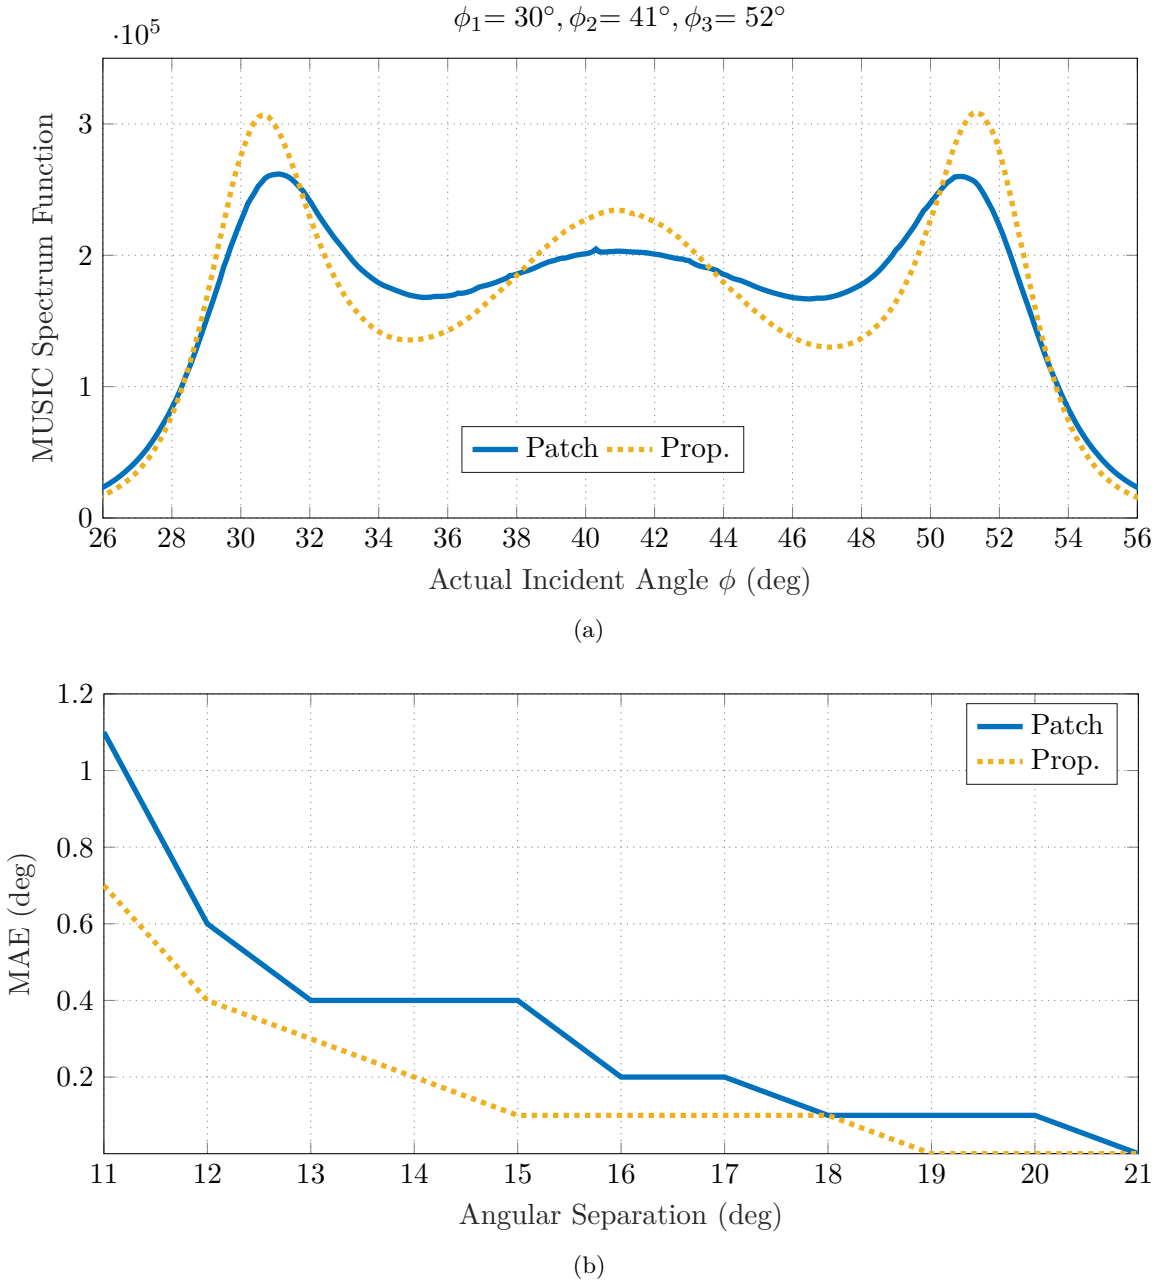 ϕ₁= 30°, ϕ₂= 41°, ϕ₃= 52°
·10⁵
3
2
1
0
MUSIC Spectrum Function
Patch Prop.
26 28 30 32 34 36 38 40 42 44 46 48 50 52 54 56
Actual Incident Angle ϕ (deg)
(a)
1.2
1
0.8
0.6
0.4
0.2
MAE (deg)
Patch
Prop.
11 12 13 14 15 16 17 18 19 20 21
Angular Separation (deg)
(b)